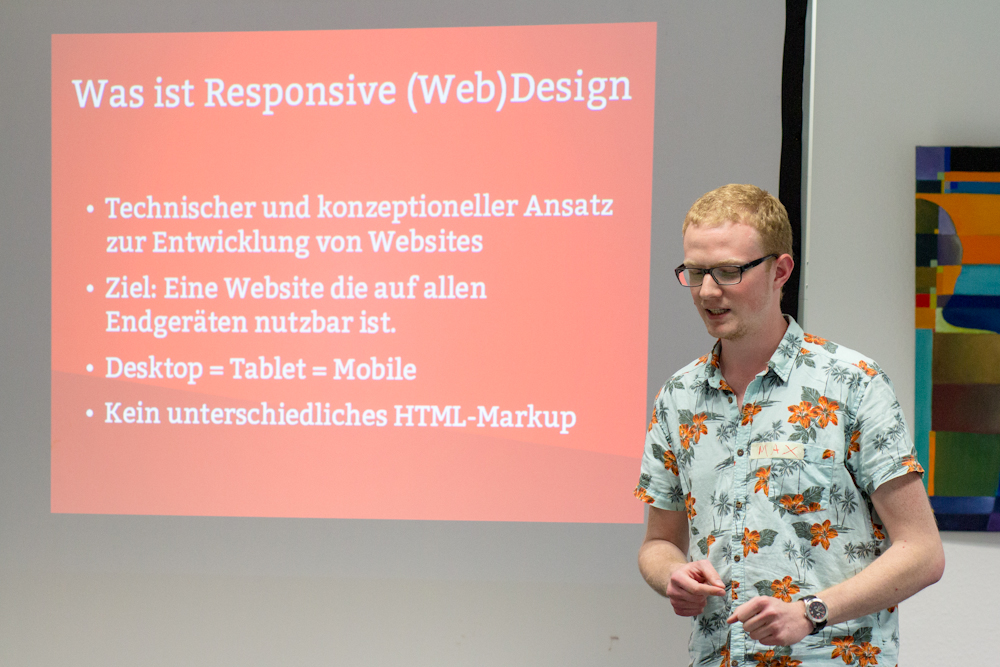 Was ist Responsive (Web)Design
• Technischer und konzeptioneller Ansatz
zur Entwicklung von Websites
• Ziel: Eine Website die auf allen
Endgeräten nutzbar ist.
• Desktop = Tablet = Mobile
• Kein unterschiedliches HTML-Markup
MAX